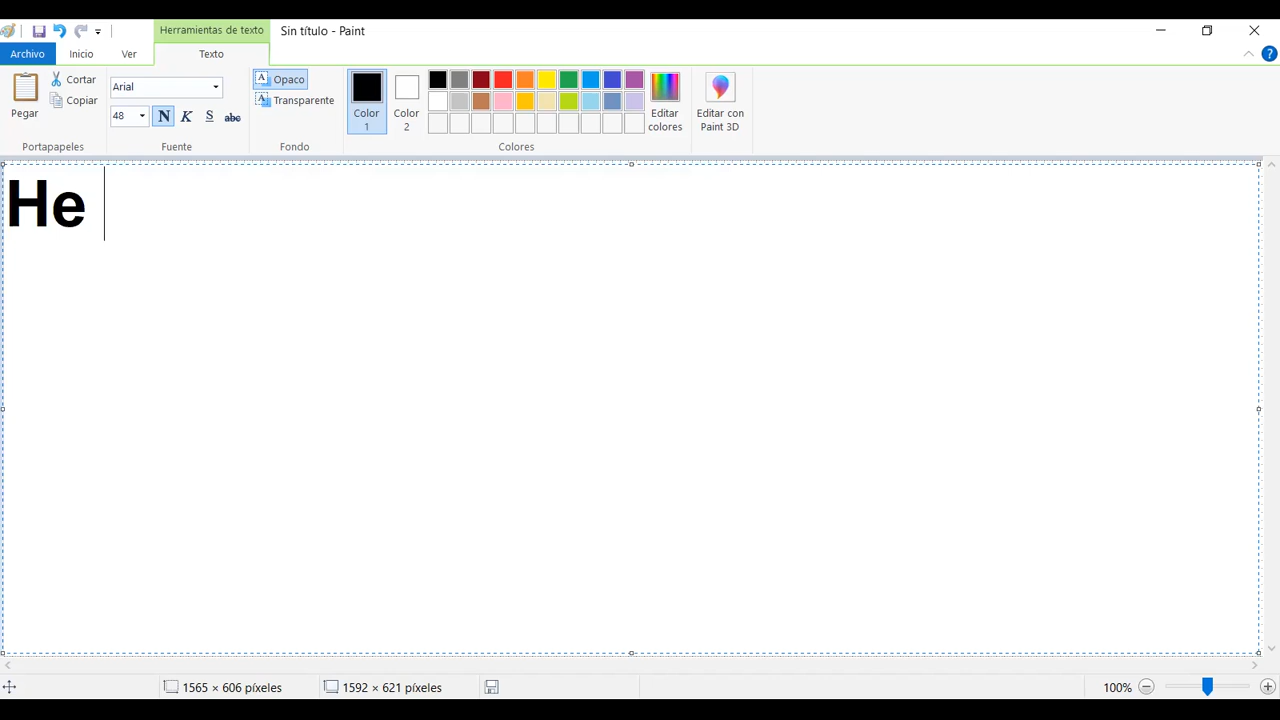 Herramientas de texto Sin título - Paint
Archivo Inicio Ver Texto
Pegar Cortar Copiar Arial 48 N K S abc Opaco Transparente Color 1 Color 2 Editar colores Editar con Paint 3D
Portapapeles Fuente Fondo Colores
He
1565 × 606 píxeles 1592 × 621 píxeles 100%